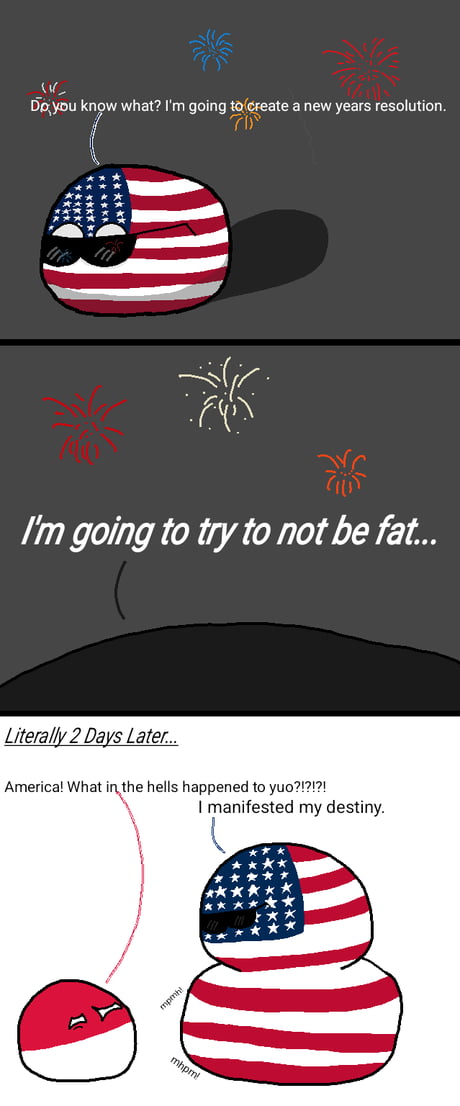 Do you know what? I'm going to create a new years resolution.
I'm going to try to not be fat...
Literally 2 Days Later...
America! What in the hells happened to yuo?!?!?!
I manifested my destiny.
mpmh!
mhpm!